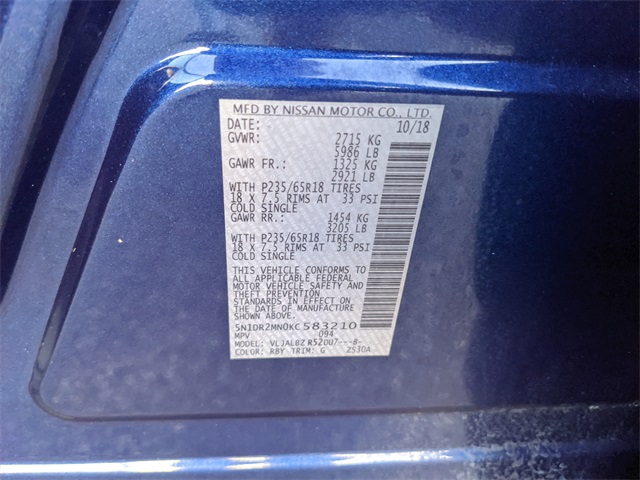 MFD BY NISSAN MOTOR CO., LTD.
DATE: 10/18
GVWR: 2715 KG
5986 LB
GAWR FR.: 1325 KG
2921 LB
WITH P235/65R18 TIRES
18 X 7.5 RIMS AT 33 PSI
COLD SINGLE
GAWR RR.: 1454 KG
3205 LB
WITH P235/65R18 TIRES
18 X 7.5 RIMS AT 33 PSI
COLD SINGLE
THIS VEHICLE CONFORMS TO
ALL APPLICABLE FEDERAL
MOTOR VEHICLE SAFETY AND
THEFT PREVENTION
STANDARDS IN EFFECT ON
THE DATE OF MANUFACTURE
SHOWN ABOVE.
5N1DR2MN0KC583210
MPV 094
MODEL: VLJALBZ R52DU7---B-
COLOR: RBY TRIM: G ZS30A